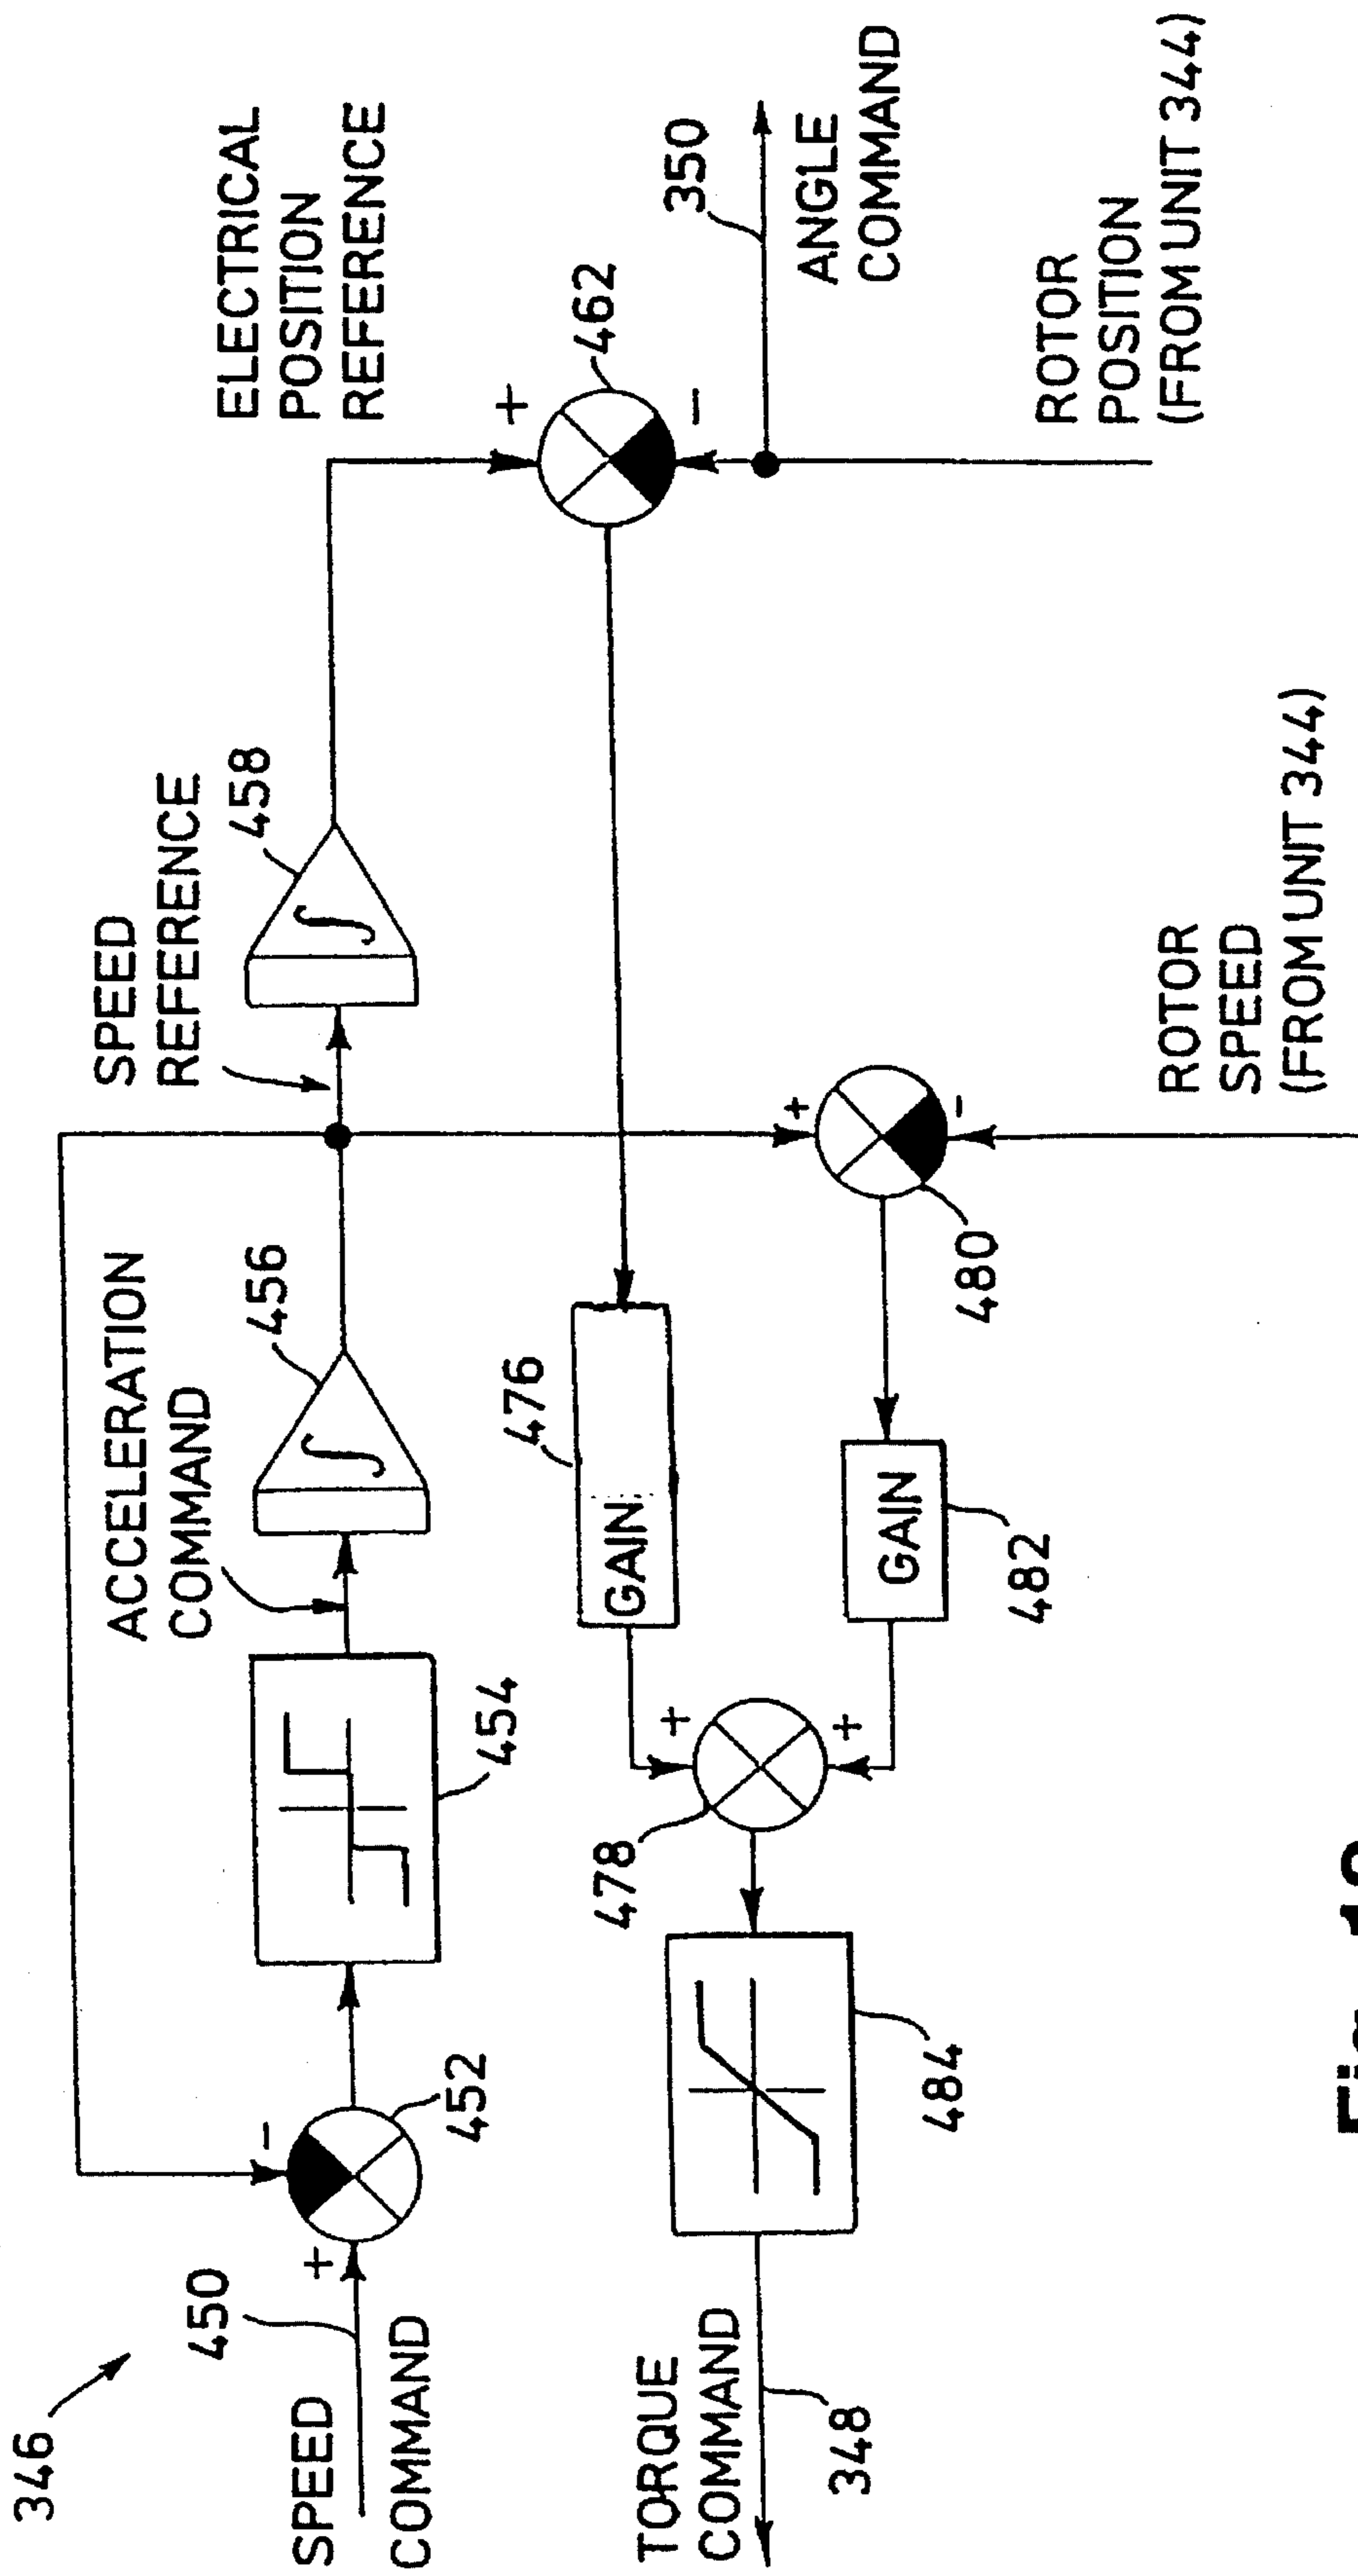 346
450
SPEED
COMMAND
452
454
ACCELERATION
COMMAND
456
SPEED
REFERENCE
458
ELECTRICAL
POSITION
REFERENCE
+
-
+
-
462
350
ANGLE
COMMAND
ROTOR
POSITION
(FROM UNIT 344)
476
GAIN
478
+
+
GAIN
482
+
-
480
ROTOR
SPEED
(FROM UNIT 344)
484
TORQUE
COMMAND
348